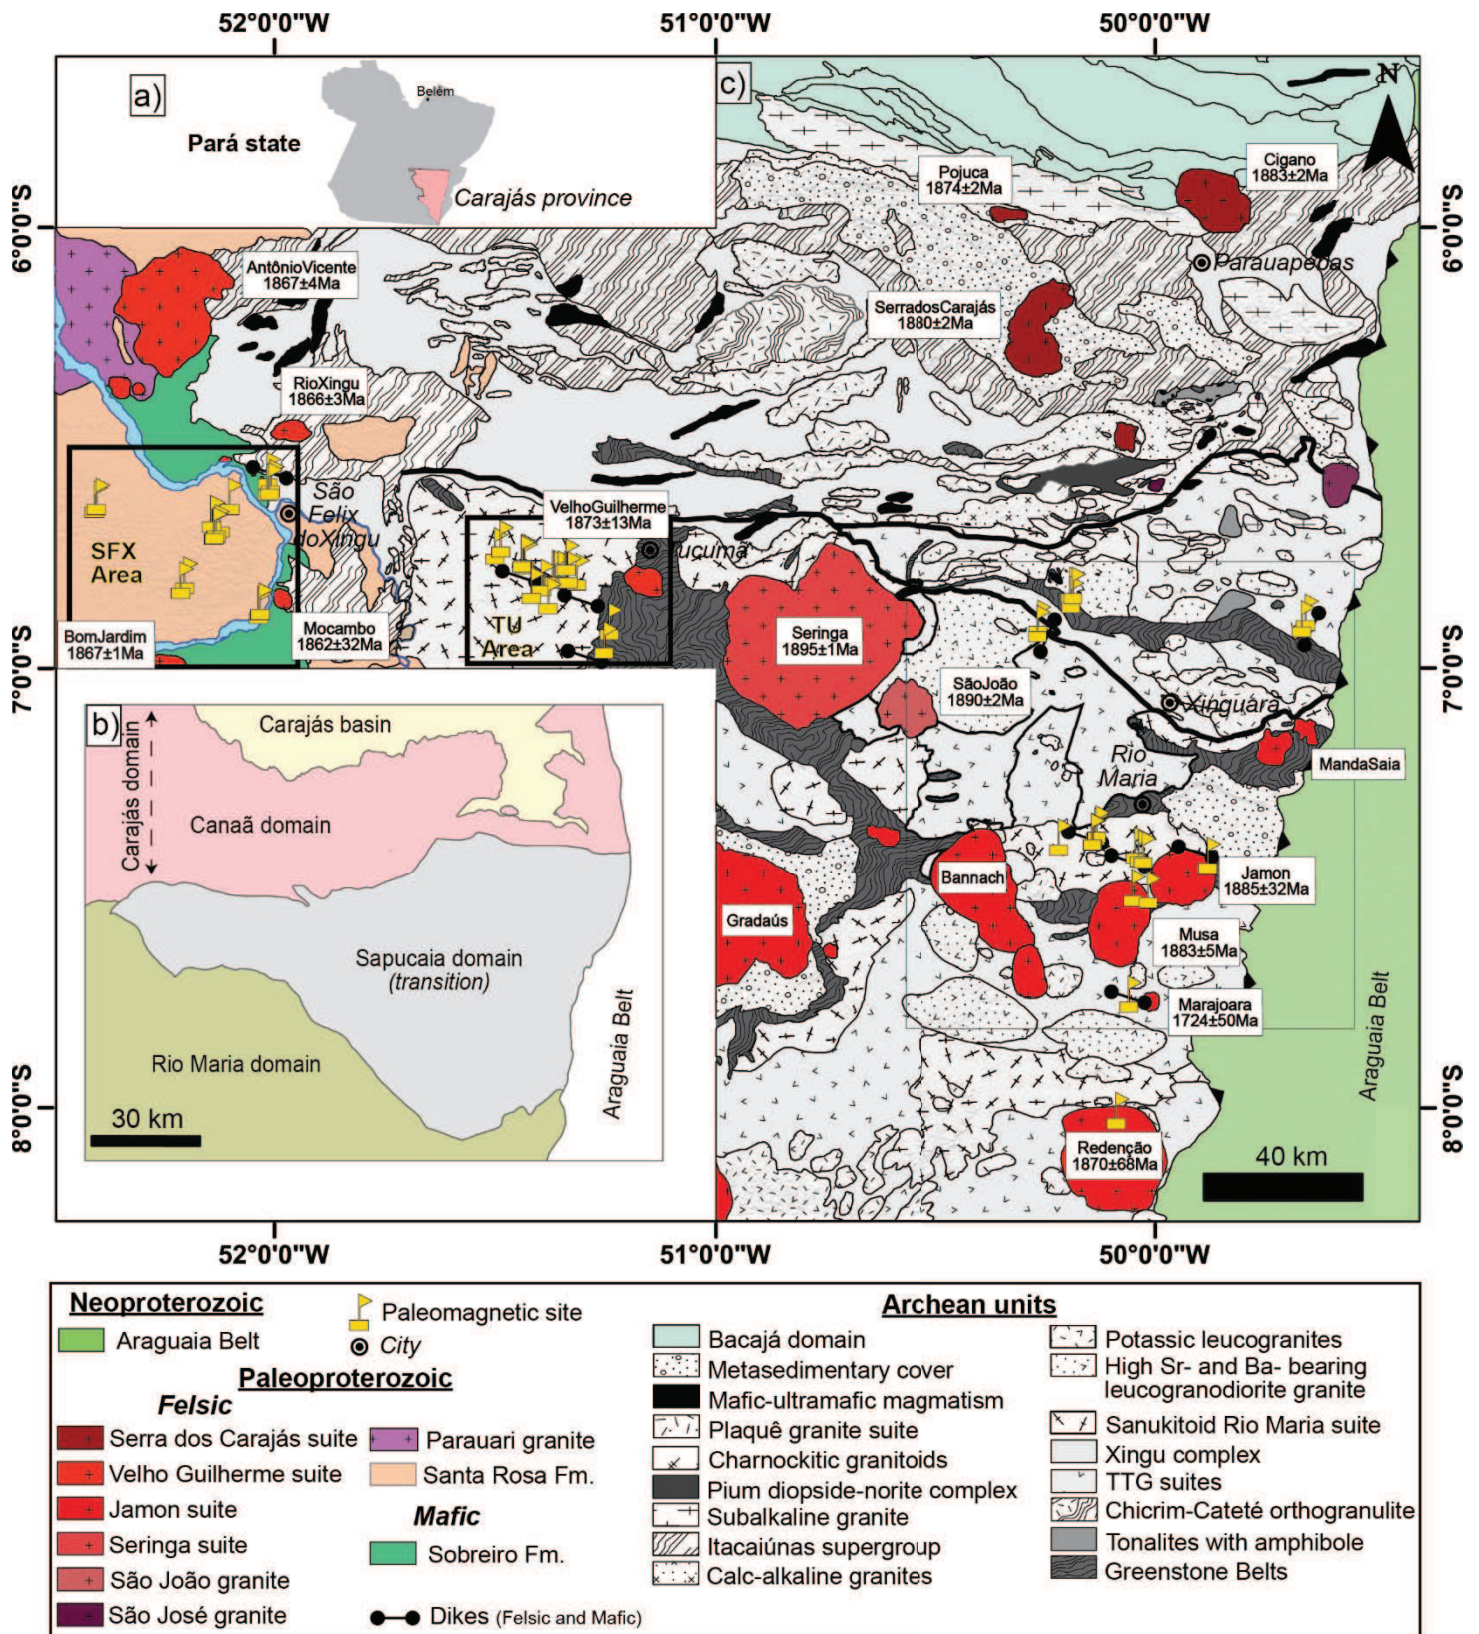 52°0'0"W
51°0'0"W
50°0'0"W
a)
Belêm
Pará state
Carajás province
c)
N
Pojuca
1874±2Ma
Cigano
1883±2Ma
6°0'0"S
6°0'0"S
AntônioVicente
1867±4Ma
Parauapebas
SerradosCarajás
1880±2Ma
RioXingu
1866±3Ma
São
Felix
doXingu
SFX
Area
VelhoGuilherme
1873±13Ma
Tucumã
TU
Area
BomJardim
1867±1Ma
Mocambo
1862±32Ma
Seringa
1895±1Ma
7°0'0"S
7°0'0"S
SãoJoão
1890±2Ma
Xinguara
Rio
Maria
MandaSaia
b)
Carajás basin
Carajás domain
Canaã domain
Sapucaia domain
(transition)
Rio Maria domain
Araguaia Belt
30 km
Bannach
Jamon
1885±32Ma
Gradaús
Musa
1883±5Ma
Marajoara
1724±50Ma
Araguaia Belt
8°0'0"S
8°0'0"S
Redenção
1870±68Ma
40 km
52°0'0"W
51°0'0"W
50°0'0"W
Neoproterozoic
Araguaia Belt
Paleomagnetic site
City
Paleoproterozoic
Felsic
Serra dos Carajás suite
Velho Guilherme suite
Jamon suite
Seringa suite
São João granite
São José granite
Parauari granite
Santa Rosa Fm.
Mafic
Sobreiro Fm.
Dikes (Felsic and Mafic)
Archean units
Bacajá domain
Metasedimentary cover
Mafic-ultramafic magmatism
Plaquê granite suite
Charnockitic granitoids
Pium diopside-norite complex
Subalkaline granite
Itacaiúnas supergroup
Calc-alkaline granites
Potassic leucogranites
High Sr- and Ba- bearing
leucogranodiorite granite
Sanukitoid Rio Maria suite
Xingu complex
TTG suites
Chicrim-Cateté orthogranulite
Tonalites with amphibole
Greenstone Belts